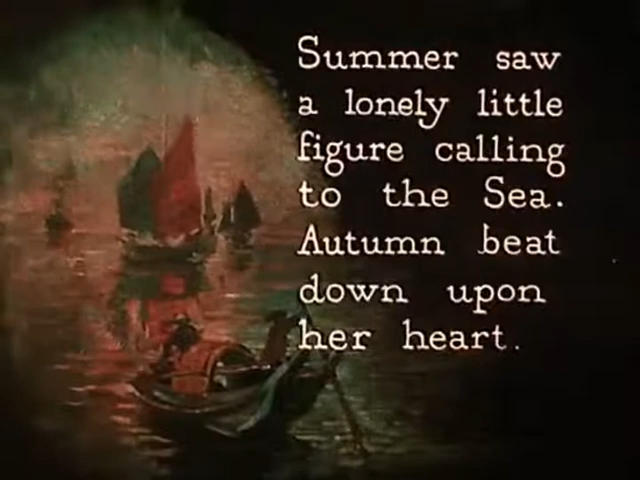 Summer saw
a lonely little
figure calling
to the Sea.
Autumn beat
down upon
her heart.